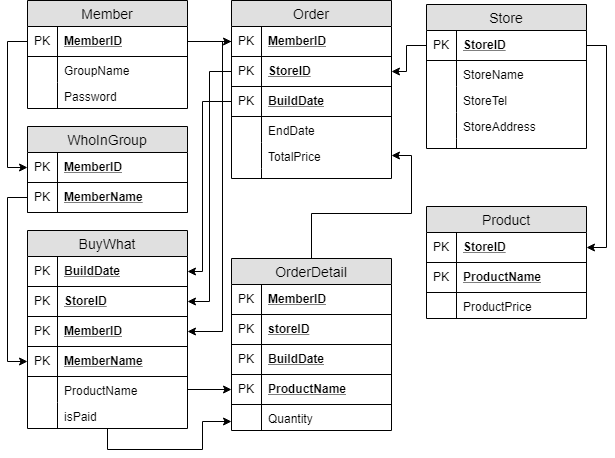 Member
PK MemberID
GroupName
Password
WhoInGroup
PK MemberID
PK MemberName
BuyWhat
PK BuildDate
PK StoreID
PK MemberID
PK MemberName
ProductName
isPaid
Order
PK MemberID
PK StoreID
PK BuildDate
EndDate
TotalPrice
OrderDetail
PK MemberID
PK storeID
PK BuildDate
PK ProductName
Quantity
Store
PK StoreID
StoreName
StoreTel
StoreAddress
Product
PK StoreID
PK ProductName
ProductPrice